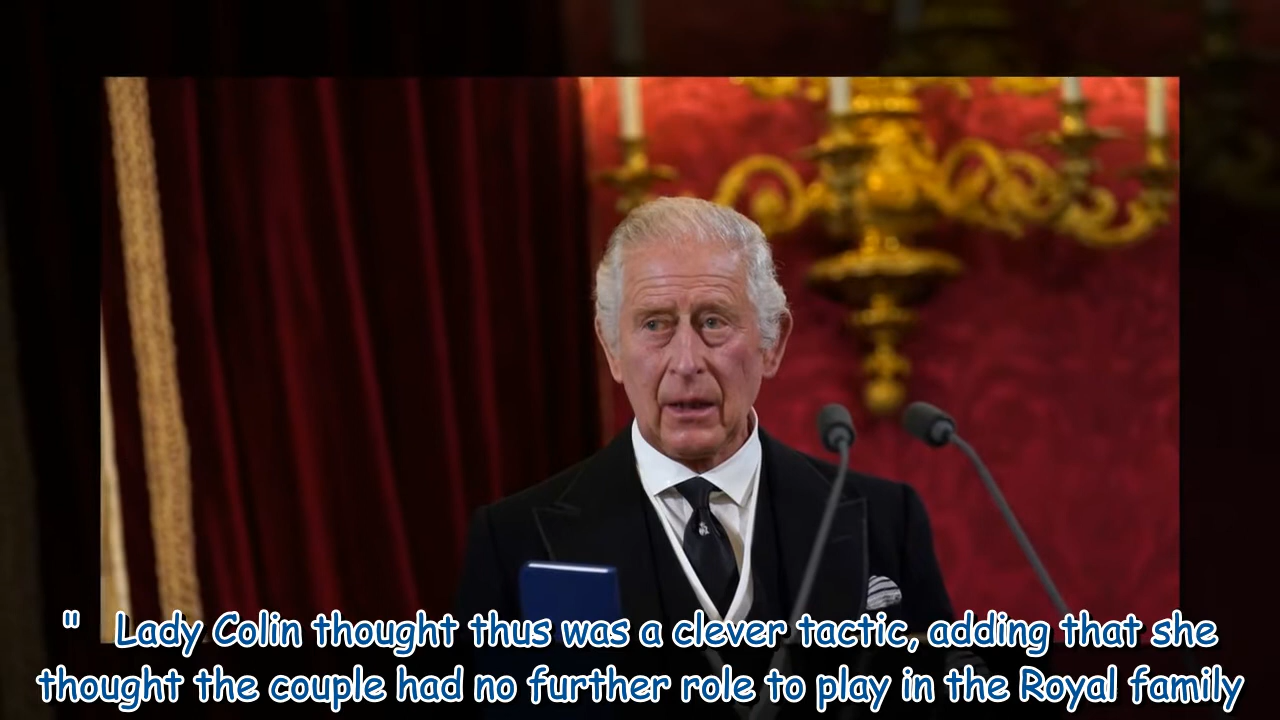 " Lady Colin thought thus was a clever tactic, adding that she
thought the couple had no further role to play in the Royal family